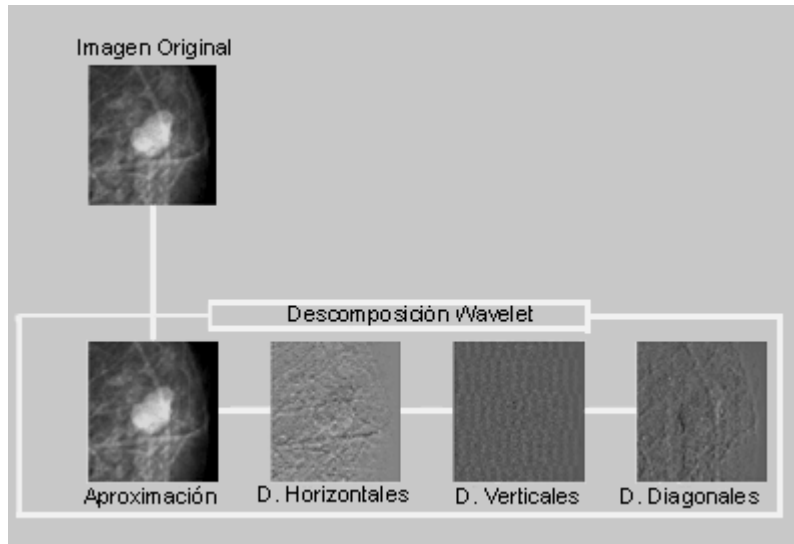 Imagen Original
Descomposición Wavelet
Aproximación
D. Horizontales
D. Verticales
D. Diagonales